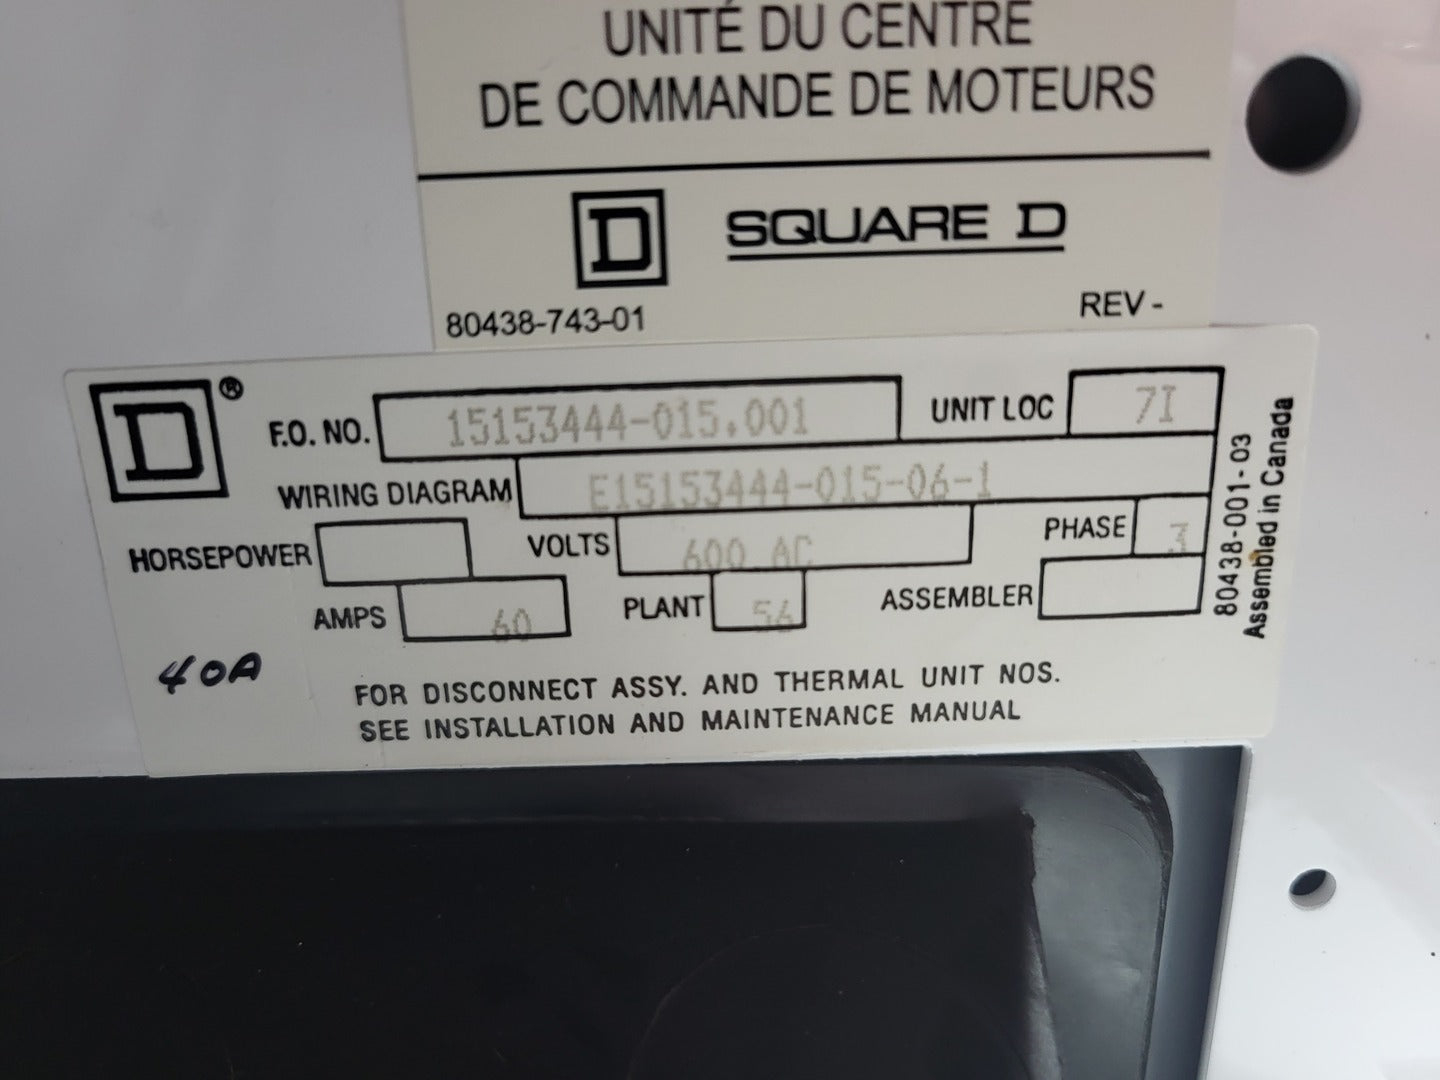 UNITÉ DU CENTRE
DE COMMANDE DE MOTEURS
D SQUARE D
80438-743-01 REV -
D ® F.O. NO. 15153444-015.001 UNIT LOC 7I
WIRING DIAGRAM E15153444-015-06-1
HORSEPOWER VOLTS 600 AC PHASE 3
AMPS 60 PLANT 56 ASSEMBLER
40A
FOR DISCONNECT ASSY. AND THERMAL UNIT NOS.
SEE INSTALLATION AND MAINTENANCE MANUAL
80438-001-03
Assembled in Canada